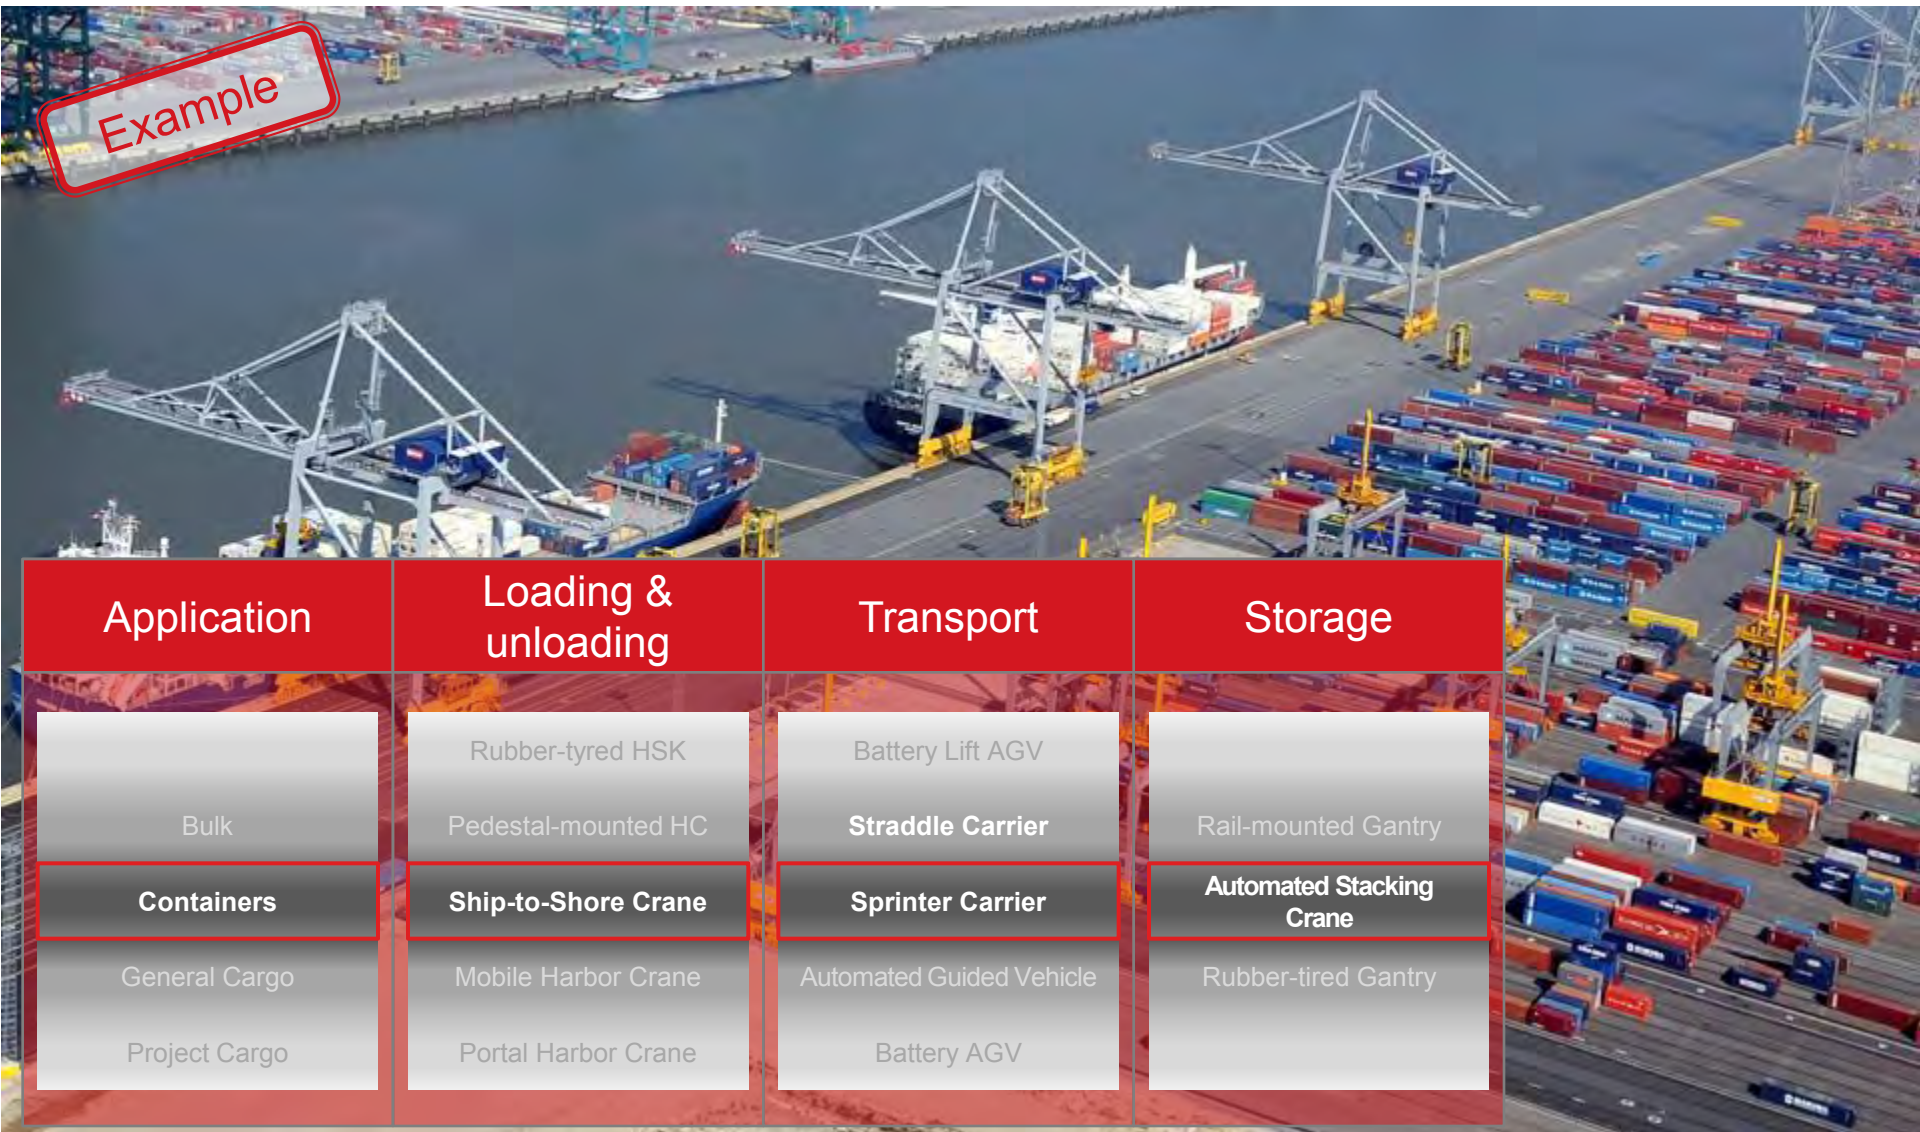 Example
Application
Loading &
unloading
Transport
Storage
Bulk
Containers
General Cargo
Project Cargo
Rubber-tyred HSK
Pedestal-mounted HC
Ship-to-Shore Crane
Mobile Harbor Crane
Portal Harbor Crane
Battery Lift AGV
Straddle Carrier
Sprinter Carrier
Automated Guided Vehicle
Battery AGV
Rail-mounted Gantry
Automated Stacking
Crane
Rubber-tired Gantry